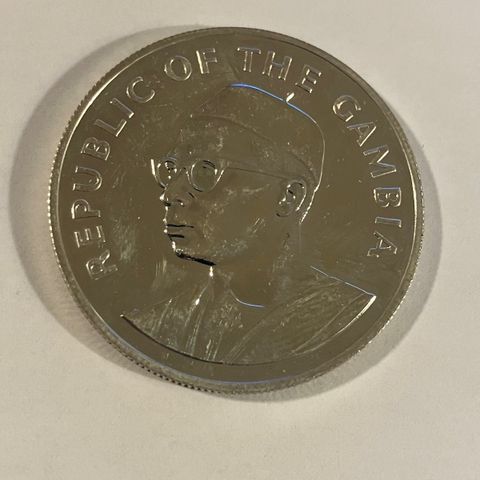 REPUBLIC OF THE GAMBIA